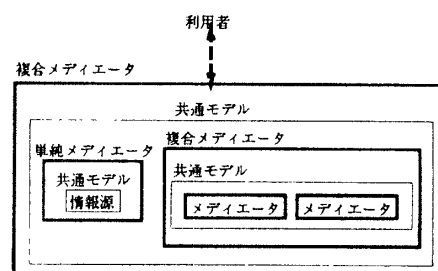 利用者
複合メディエータ
共通モデル
複合メディエータ
単純メディエータ
共通モデル
共通モデル
情報源
メディエータ
メディエータ